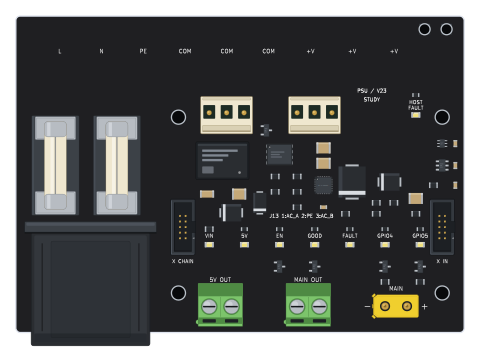 L N PE COM COM COM +V +V +V
PSU / V23
STUDY
HOST
FAULT
J13 1:AC_A 2:PE 3:AC_B
VIN 5V EN GOOD FAULT GPIO4 GPIO5
X CHAIN X IN
5V OUT MAIN OUT MAIN
- +